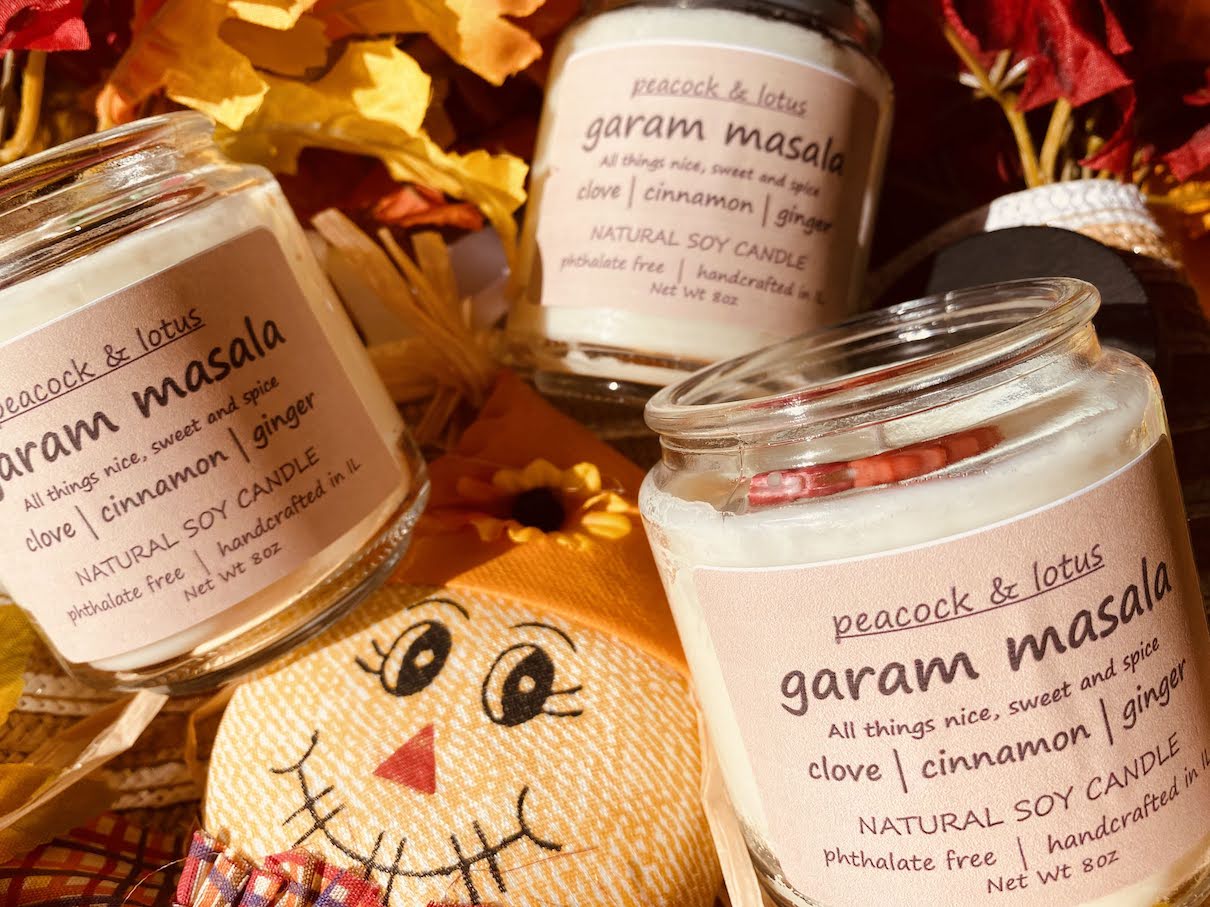 peacock & lotus
garam masala
All things nice, sweet and spice
clove | cinnamon | ginger
NATURAL SOY CANDLE
phthalate free | handcrafted in IL
Net Wt 8oz
peacock & lotus
garam masala
All things nice, sweet and spice
clove | cinnamon | ginger
NATURAL SOY CANDLE
phthalate free | handcrafted in IL
Net Wt 8oz
peacock & lotus
garam masala
All things nice, sweet and spice
clove | cinnamon | ginger
NATURAL SOY CANDLE
phthalate free | handcrafted in IL
Net Wt 8oz